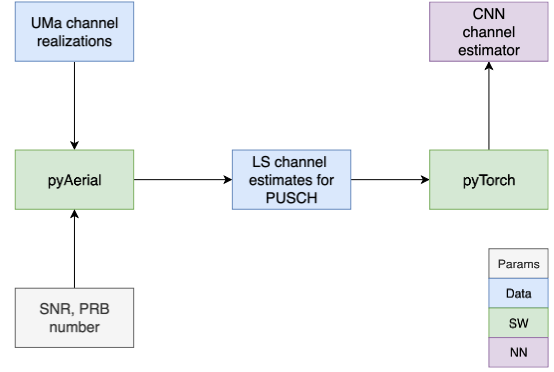 UMa channel
realizations
CNN
channel
estimator
pyAerial
LS channel
estimates for
PUSCH
pyTorch
SNR, PRB
number
Params
Data
SW
NN